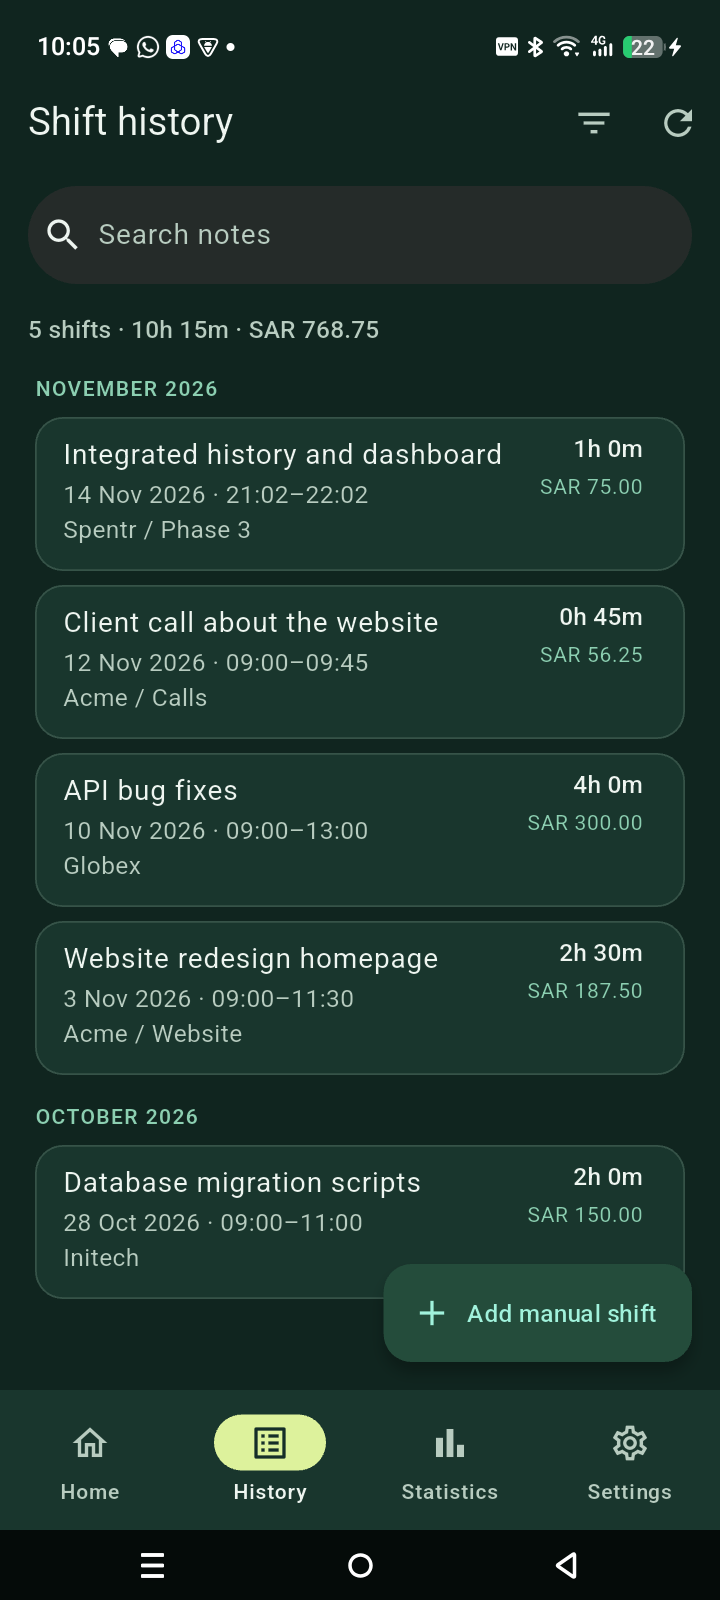 10:05
VPN 4G 22
Shift history
Search notes
5 shifts · 10h 15m · SAR 768.75
NOVEMBER 2026
Integrated history and dashboard
1h 0m
14 Nov 2026 · 21:02–22:02
SAR 75.00
Spentr / Phase 3
Client call about the website
0h 45m
12 Nov 2026 · 09:00–09:45
SAR 56.25
Acme / Calls
API bug fixes
4h 0m
10 Nov 2026 · 09:00–13:00
SAR 300.00
Globex
Website redesign homepage
2h 30m
3 Nov 2026 · 09:00–11:30
SAR 187.50
Acme / Website
OCTOBER 2026
Database migration scripts
2h 0m
28 Oct 2026 · 09:00–11:00
SAR 150.00
Initech
Add manual shift
Home
History
Statistics
Settings